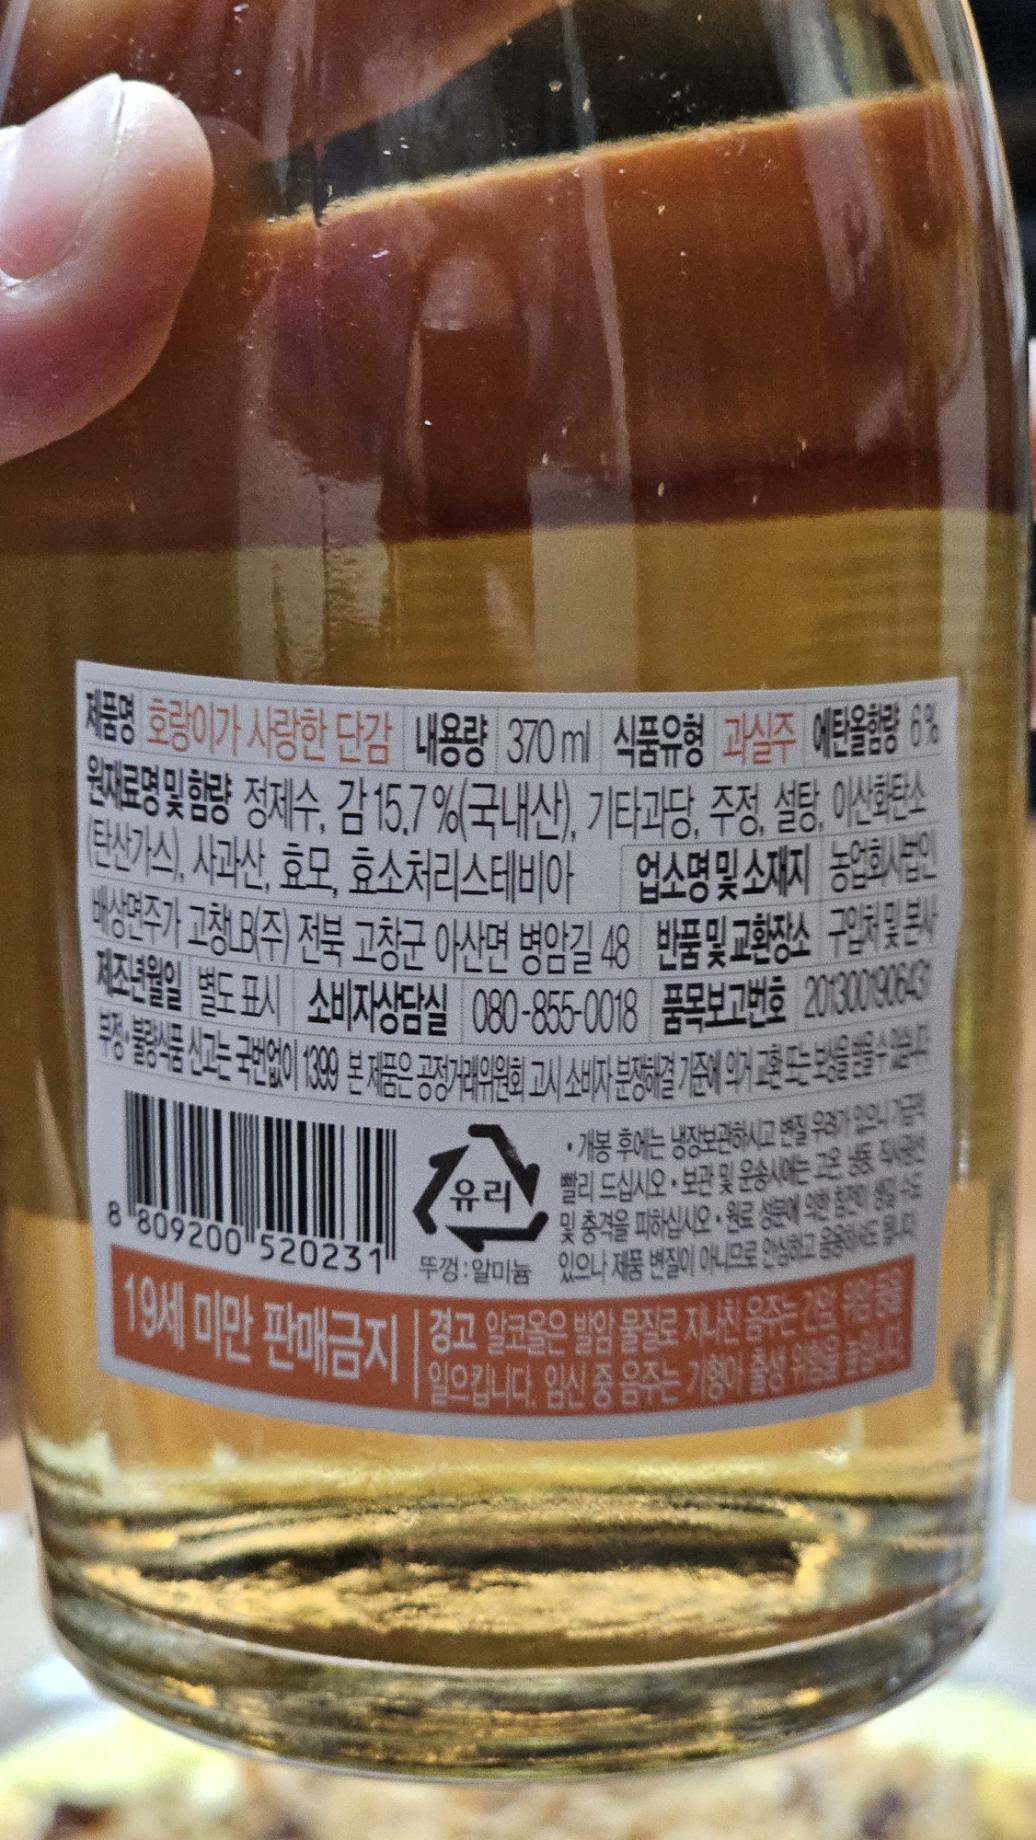 제품명 호랑이가 사랑한 단감 내용량 370 ml 식품유형 과실주 에탄올함량 6 %
원재료명 및 함량 정제수, 감 15.7 %(국내산), 기타과당, 주정, 설탕, 이산화탄소
(탄산가스), 사과산, 효모, 효소처리스테비아 업소명 및 소재지 농업회사법인
배상면주가 고창LB(주) 전북 고창군 아산면 병암길 48 반품 및 교환장소 구입처 및 본사
제조년월일 별도 표시 소비자상담실 080-855-0018 품목보고번호 2013001906431
부정·불량식품 신고는 국번없이 1399 본 제품은 공정거래위원회 고시 소비자 분쟁해결 기준에 의거 교환 또는 보상을 받을 수 있습니다.
• 개봉 후에는 냉장보관하시고 변질 우려가 있으니 가급적
빨리 드십시오 • 보관 및 운송시에는 고온, 냉동, 직사광선
및 충격을 피하십시오 • 원료 성분에 의한 침전이 생길 수도
있으나 제품 변질이 아니므로 안심하고 음용하셔도 됩니다.
유리
뚜껑:알미늄
8 809200 520231
19세 미만 판매금지
경고 알코올은 발암 물질로 지나친 음주는 간암, 위암 등을
일으킵니다. 임신 중 음주는 기형아 출생 위험을 높입니다.